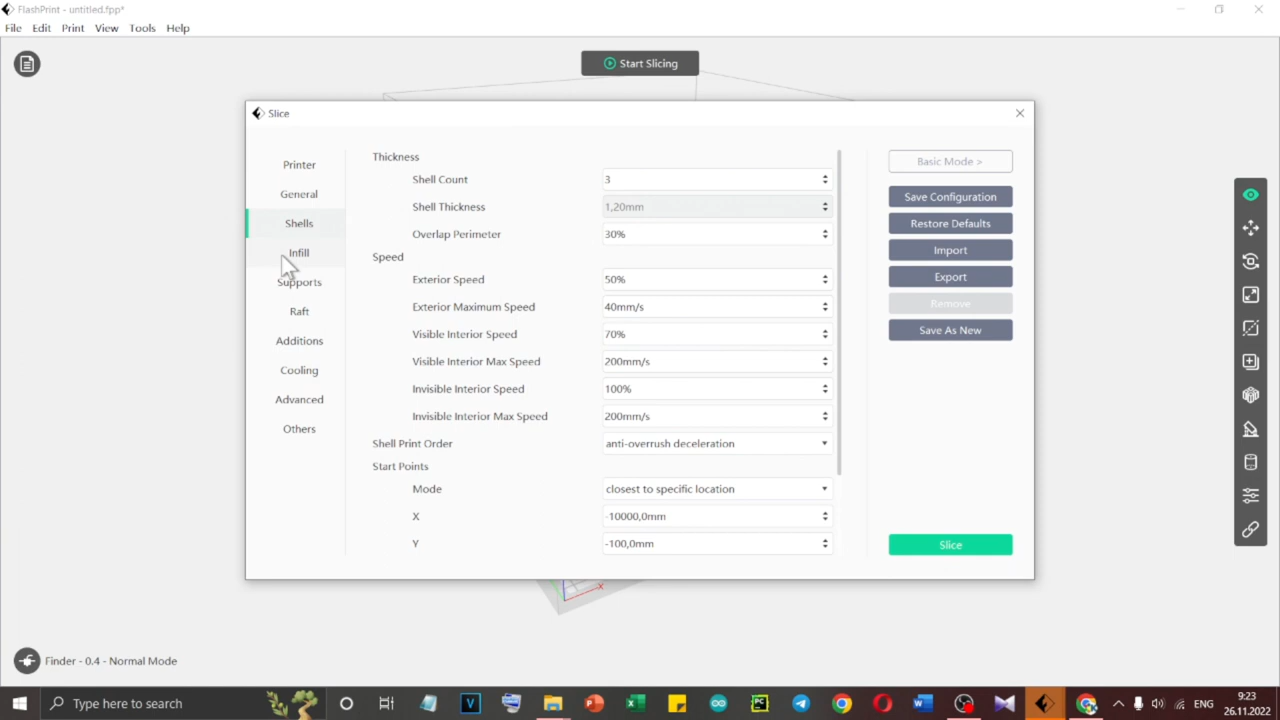 FlashPrint - untitled.fpp*
File Edit Print View Tools Help
Start Slicing
Slice
Printer
General
Shells
Infill
Supports
Raft
Additions
Cooling
Advanced
Others
Thickness
Shell Count 3
Shell Thickness 1,20mm
Overlap Perimeter 30%
Speed
Exterior Speed 50%
Exterior Maximum Speed 40mm/s
Visible Interior Speed 70%
Visible Interior Max Speed 200mm/s
Invisible Interior Speed 100%
Invisible Interior Max Speed 200mm/s
Shell Print Order anti-overrush deceleration
Start Points
Mode closest to specific location
X -10000,0mm
Y -100,0mm
Basic Mode >
Save Configuration
Restore Defaults
Import
Export
Remove
Save As New
Slice
X
Finder - 0.4 - Normal Mode
Type here to search
V
PC
ENG
9:23
26.11.2022